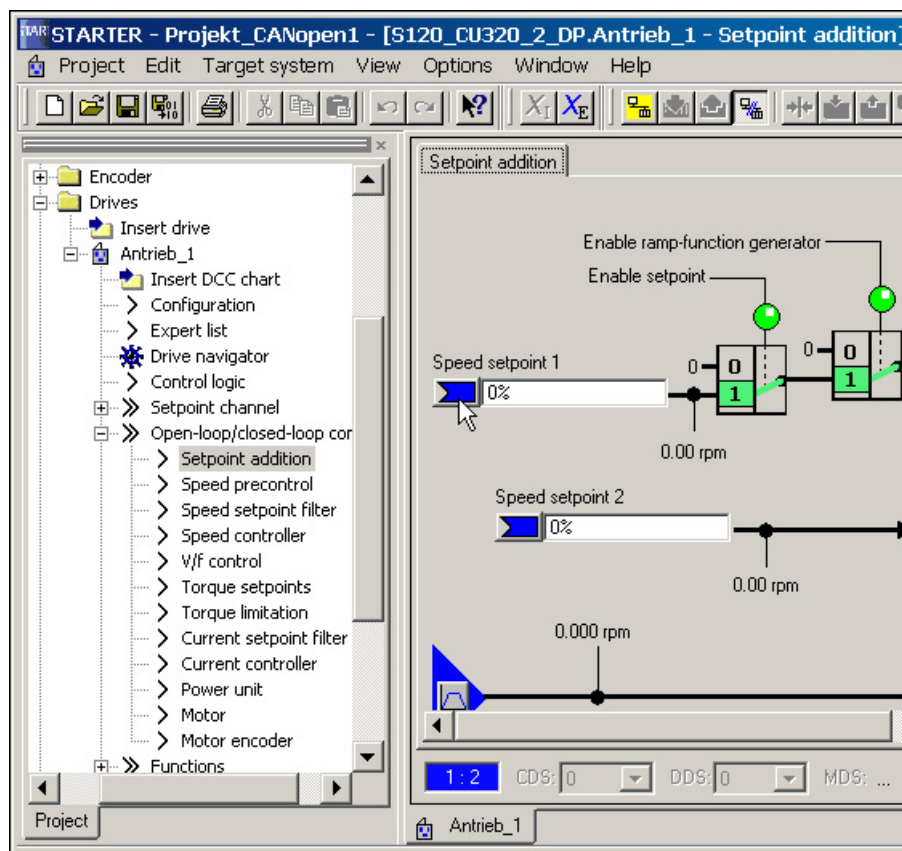 STARTER - Projekt_CANopen1 - [S120_CU320_2_DP.Antrieb_1 - Setpoint addition]
Project Edit Target system View Options Window Help
Encoder
Drives
Insert drive
Antrieb_1
Insert DCC chart
Configuration
Expert list
Drive navigator
Control logic
Setpoint channel
Open-loop/closed-loop cor
Setpoint addition
Speed precontrol
Speed setpoint filter
Speed controller
V/f control
Torque setpoints
Torque limitation
Current setpoint filter
Current controller
Power unit
Motor
Motor encoder
Functions
Project
Setpoint addition
Enable ramp-function generator
Enable setpoint
Speed setpoint 1
0%
0 0
1
0 0
1
0.00 rpm
Speed setpoint 2
0%
0.00 rpm
0.000 rpm
1 : 2 CDS: 0 DDS: 0 MDS: ...
Antrieb_1